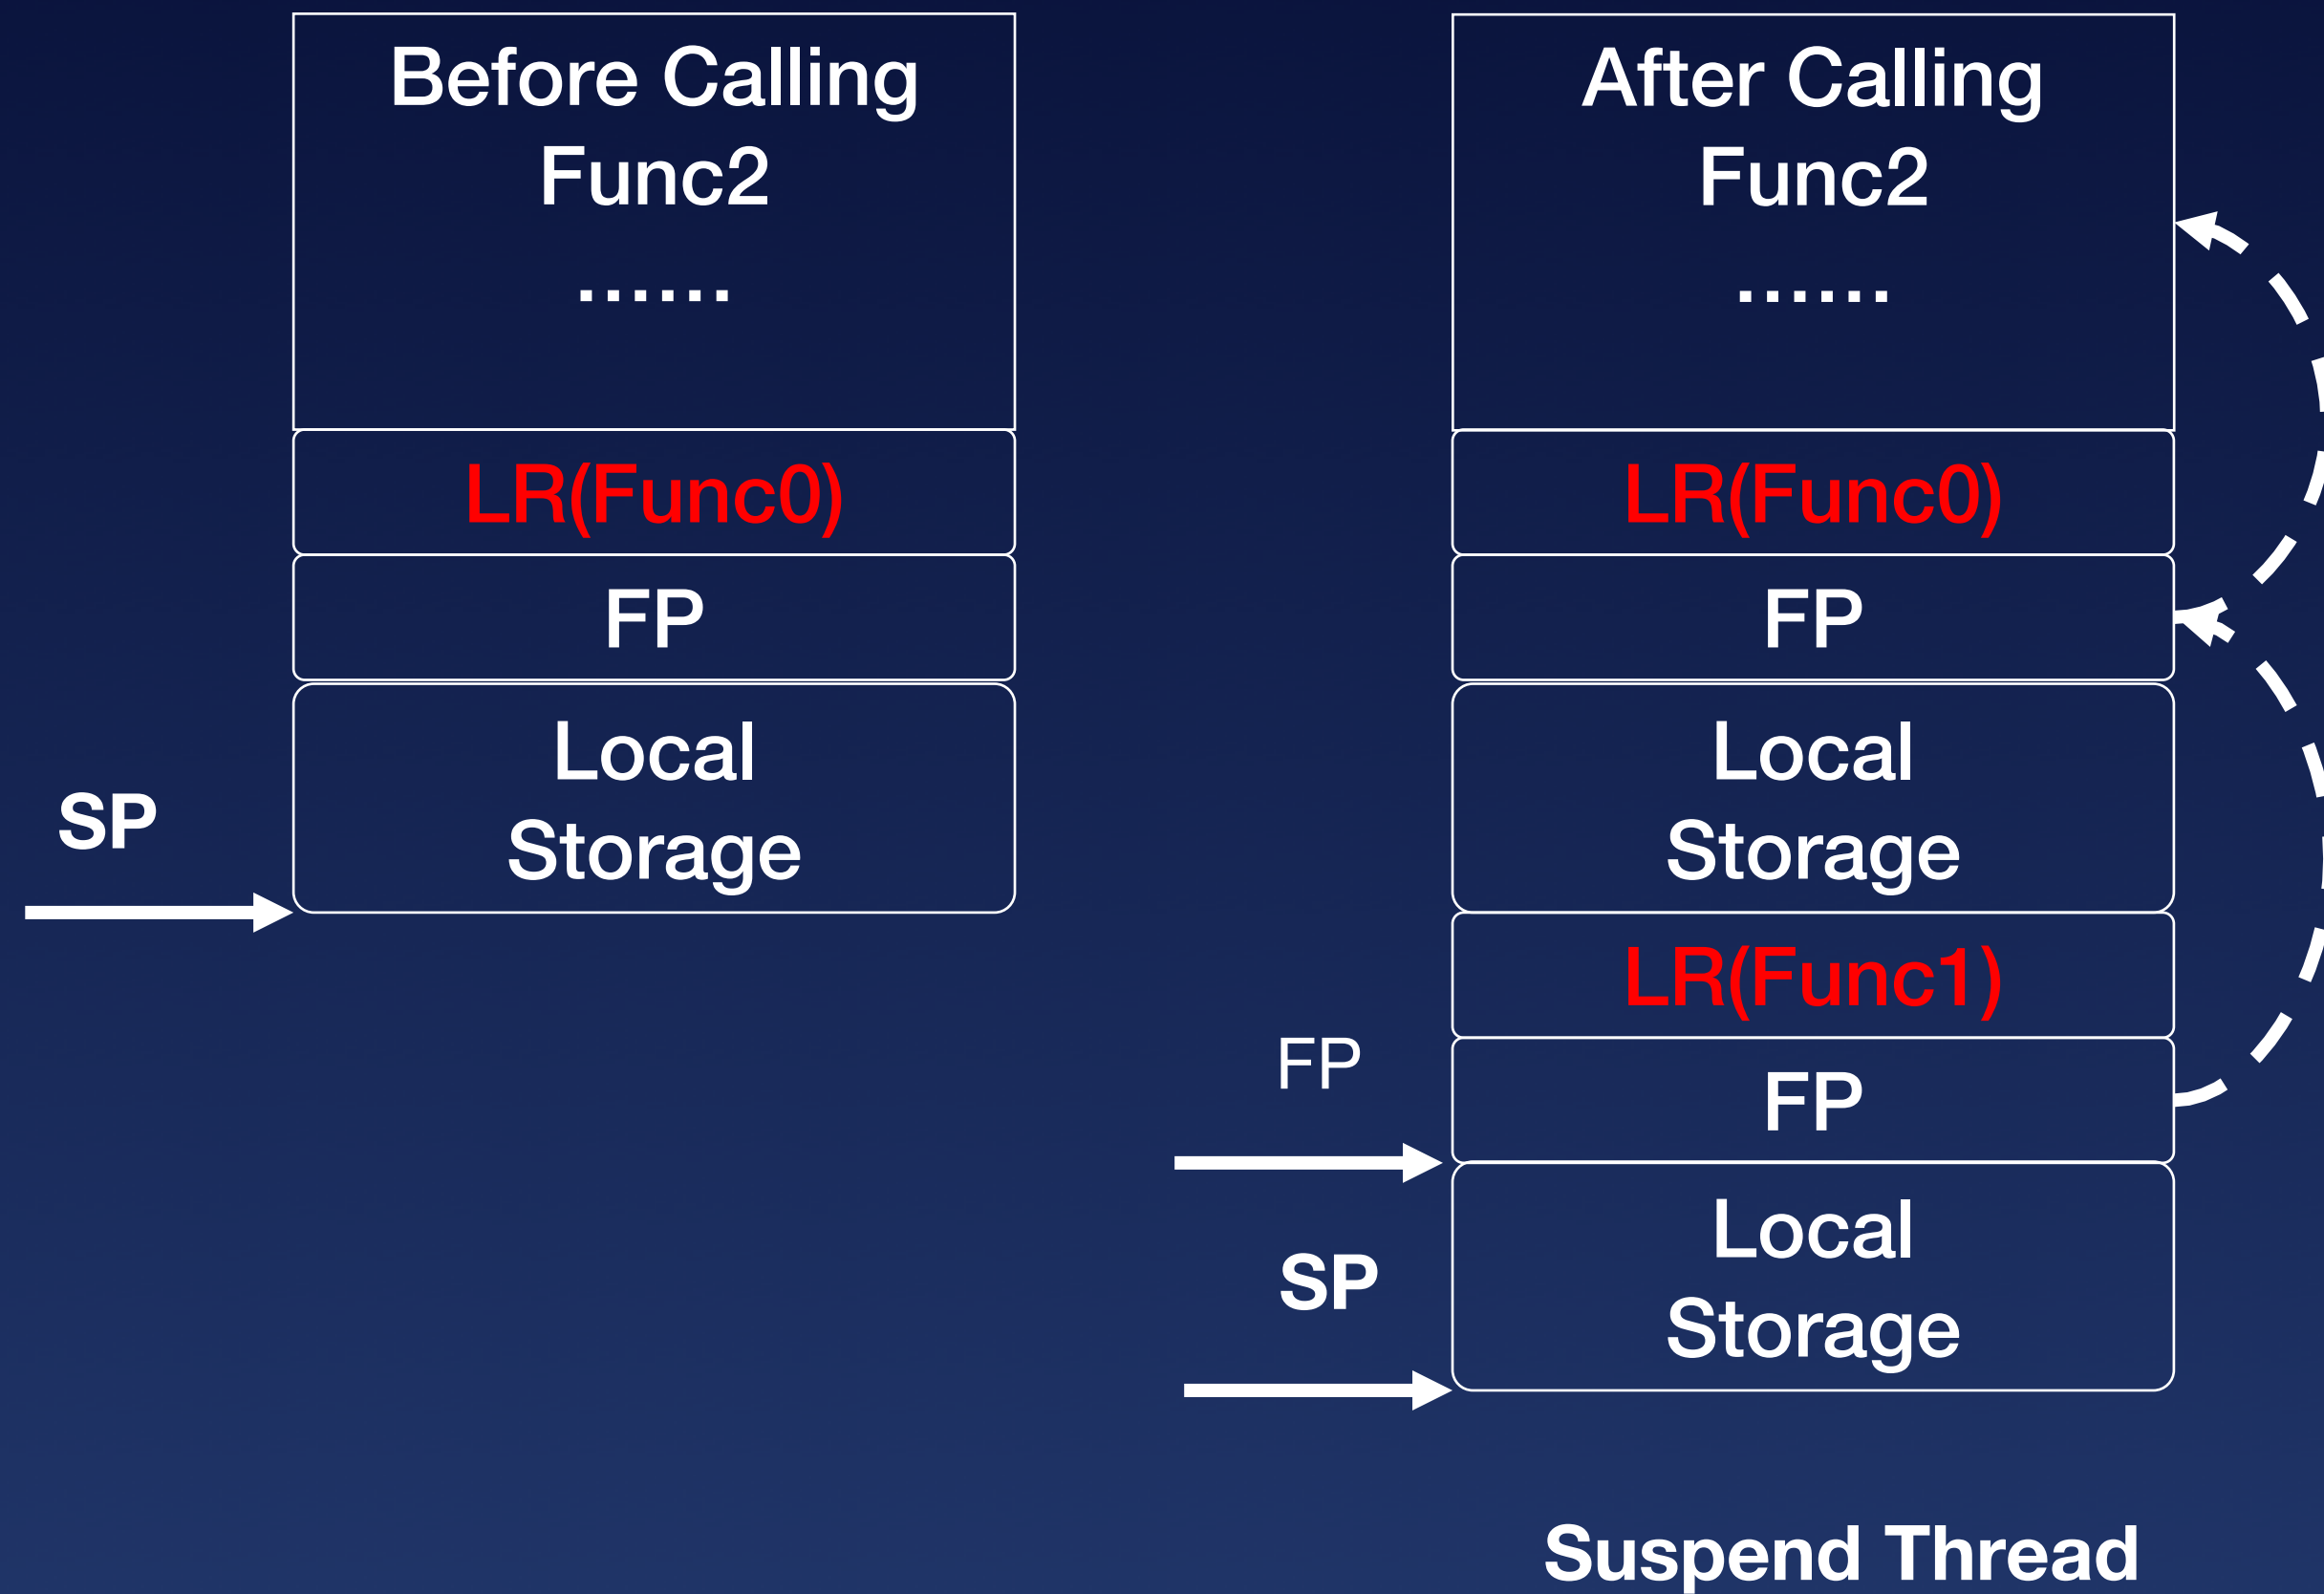 Before Calling
Func2
......
LR(Func0)
FP
Local
Storage
SP
After Calling
Func2
......
LR(Func0)
FP
Local
Storage
LR(Func1)
FP
FP
Local
Storage
SP
Suspend Thread